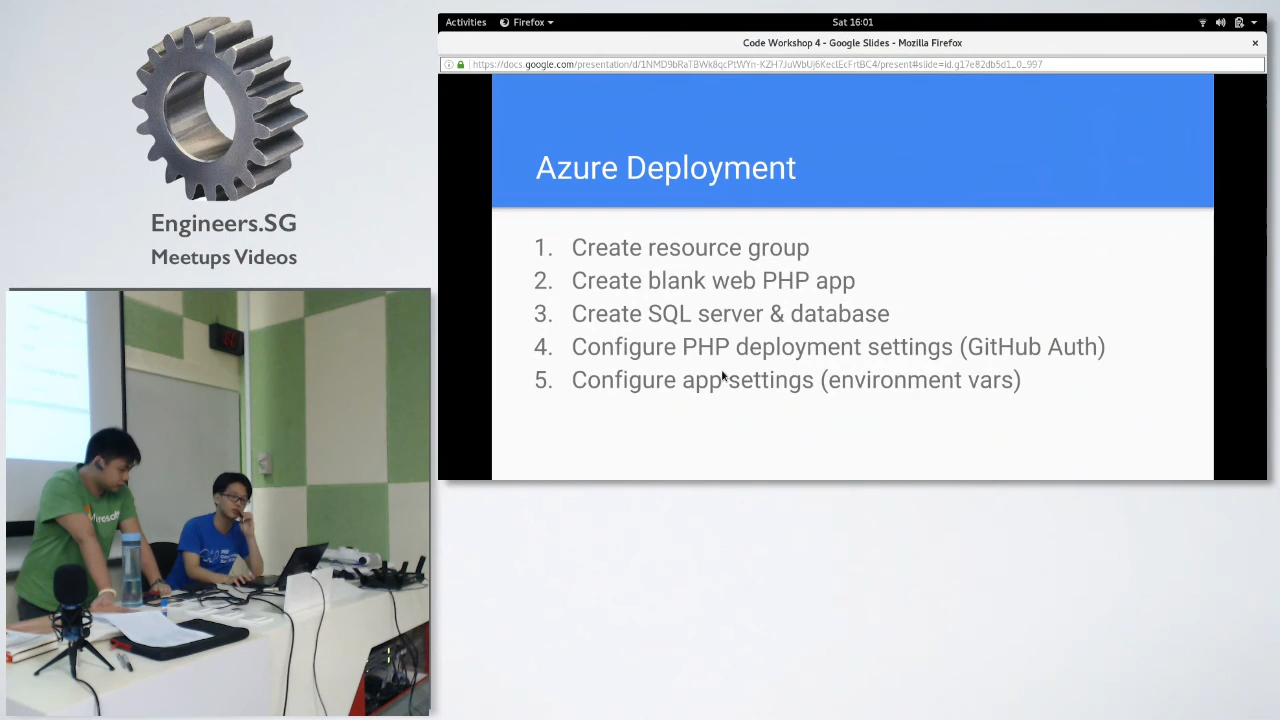 Engineers.SG
Meetups Videos
Activities
Firefox
Sat 16:01
Code Workshop 4 - Google Slides - Mozilla Firefox
Azure Deployment
1. Create resource group
2. Create blank web PHP app
3. Create SQL server & database
4. Configure PHP deployment settings (GitHub Auth)
5. Configure app settings (environment vars)
Microsoft